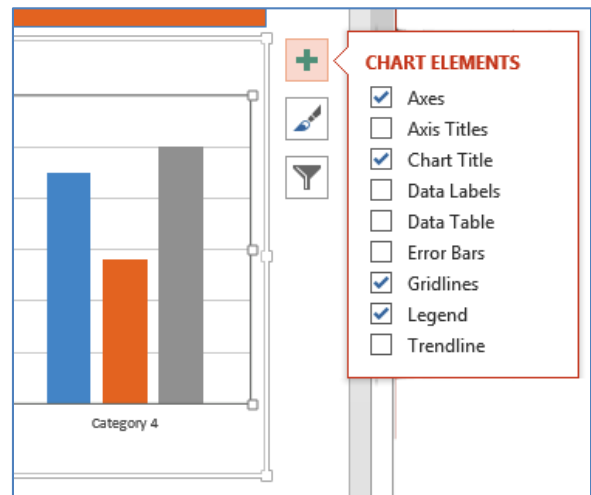 CHART ELEMENTS
Axes
Axis Titles
Chart Title
Data Labels
Data Table
Error Bars
Gridlines
Legend
Trendline
Category 4